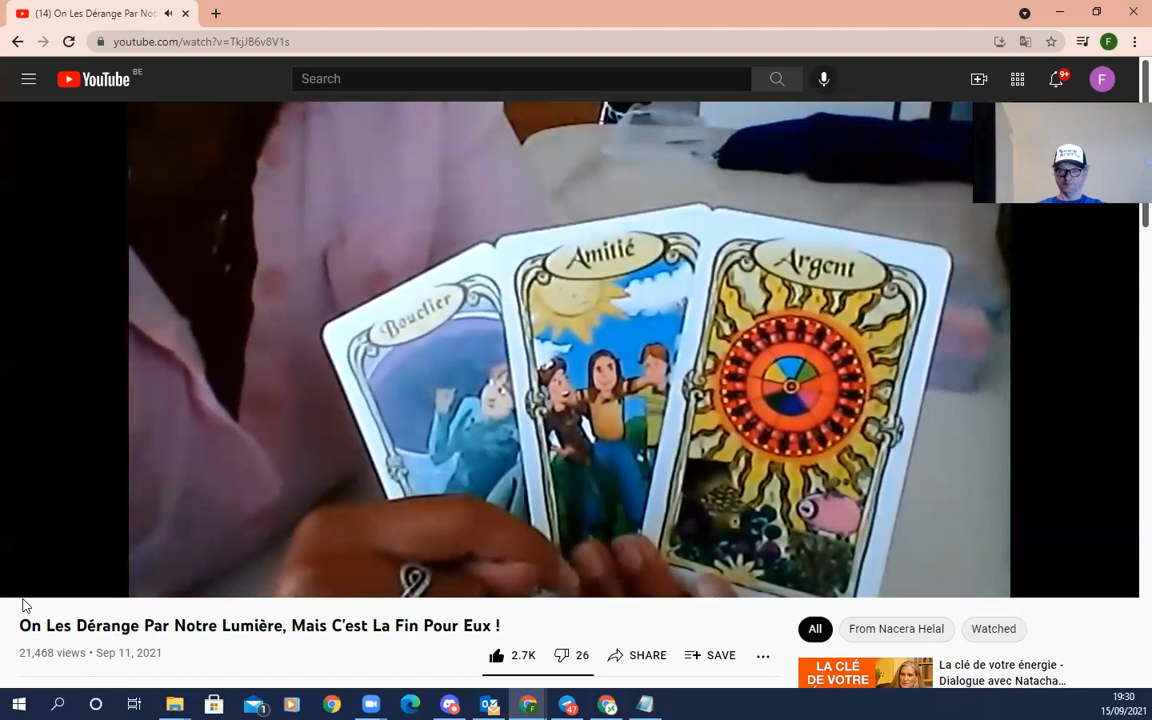 (14) On Les Dérange Par Not
youtube.com/watch?v=TkjJB6v8V1s
F
YouTube BE
Search
9+
F
Bouclier
Amitié
Argent
On Les Dérange Par Notre Lumière, Mais C'est La Fin Pour Eux !
21,468 views • Sep 11, 2021
2.7K
26
SHARE
SAVE
All
From Nacera Helal
Watched
LA CLÉ
DE VOTRE
La clé de votre énergie -
Dialogue avec Natacha...
1
47
19:30
15/09/2021